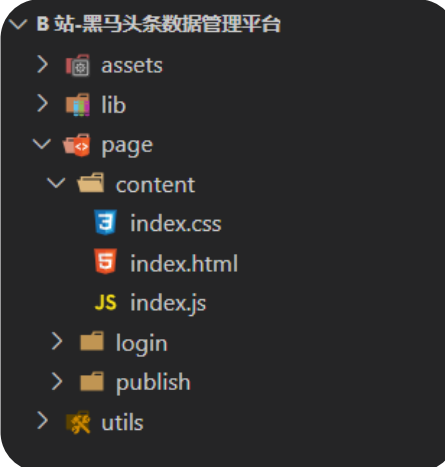 B 站-黑马头条数据管理平台
assets
lib
page
content
index.css
index.html
JS index.js
login
publish
utils